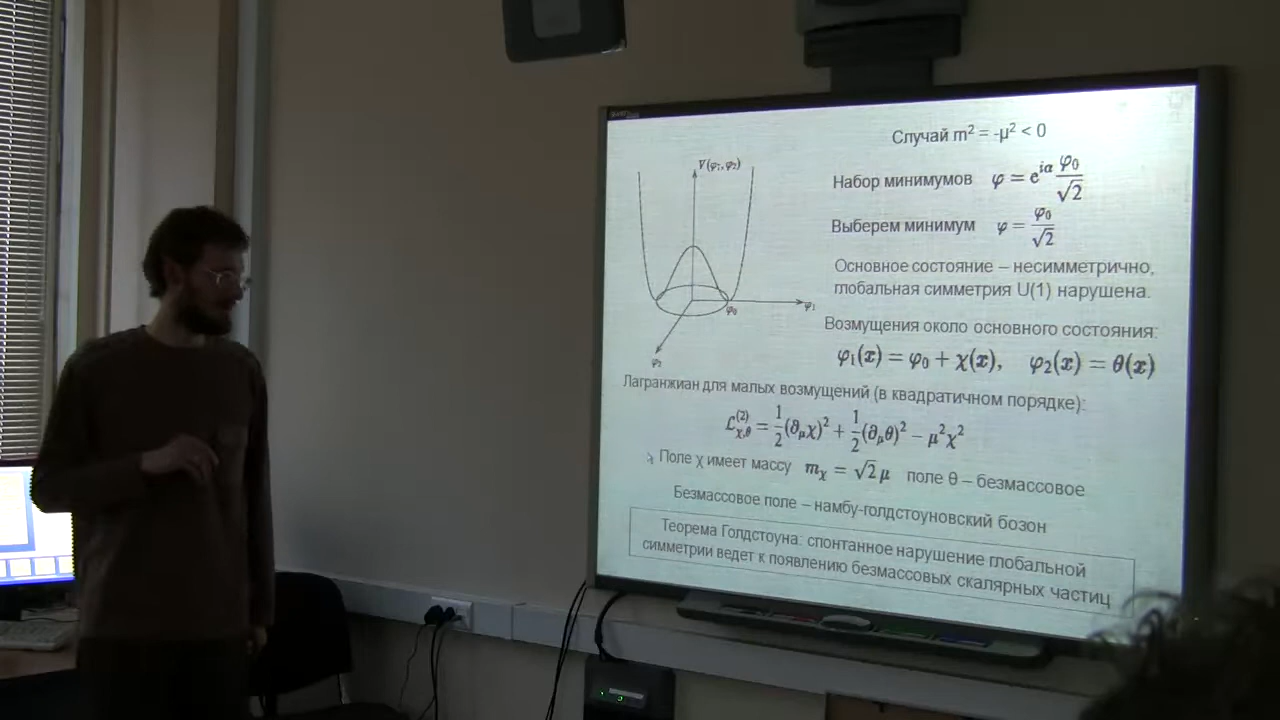 Случай m² = -μ² < 0
V(φ₁,φ₂)
Набор минимумов φ = e^{iα} φ₀/√2
Выберем минимум φ = φ₀/√2
Основное состояние – несимметрично,
глобальная симметрия U(1) нарушена.
φ₁
φ₀
φ₂
Возмущения около основного состояния:
φ₁(x) = φ₀ + χ(x), φ₂(x) = θ(x)
Лагранжиан для малых возмущений (в квадратичном порядке):
ℒ^{(2)}_{χ,θ} = 1/2 (∂_μχ)² + 1/2 (∂_μθ)² − μ²χ²
Поле χ имеет массу m_χ = √2 μ поле θ – безмассовое
Безмассовое поле – намбу-голдстоуновский бозон
Теорема Голдстоуна: спонтанное нарушение глобальной
симметрии ведет к появлению безмассовых скалярных частиц